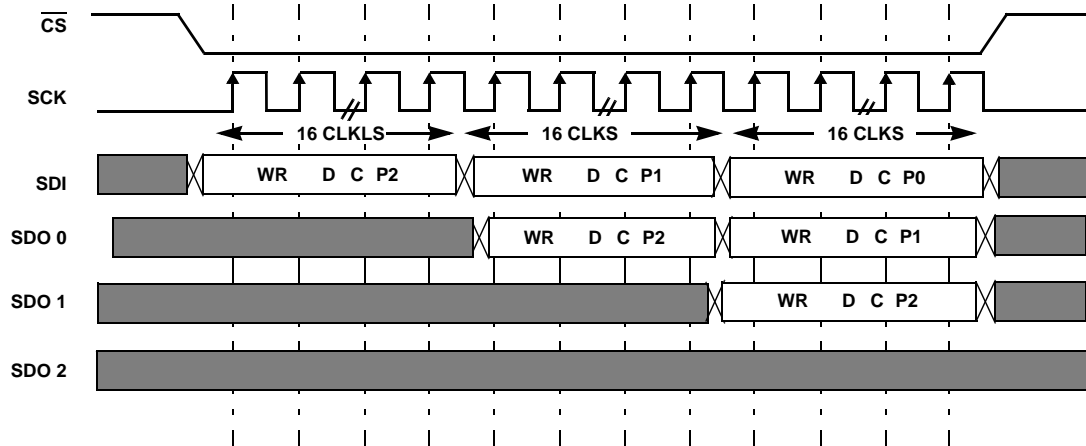 CS
SCK
16 CLKLS 16 CLKS 16 CLKS
SDI WR D C P2 WR D C P1 WR D C P0
SDO 0 WR D C P2 WR D C P1
SDO 1 WR D C P2
SDO 2